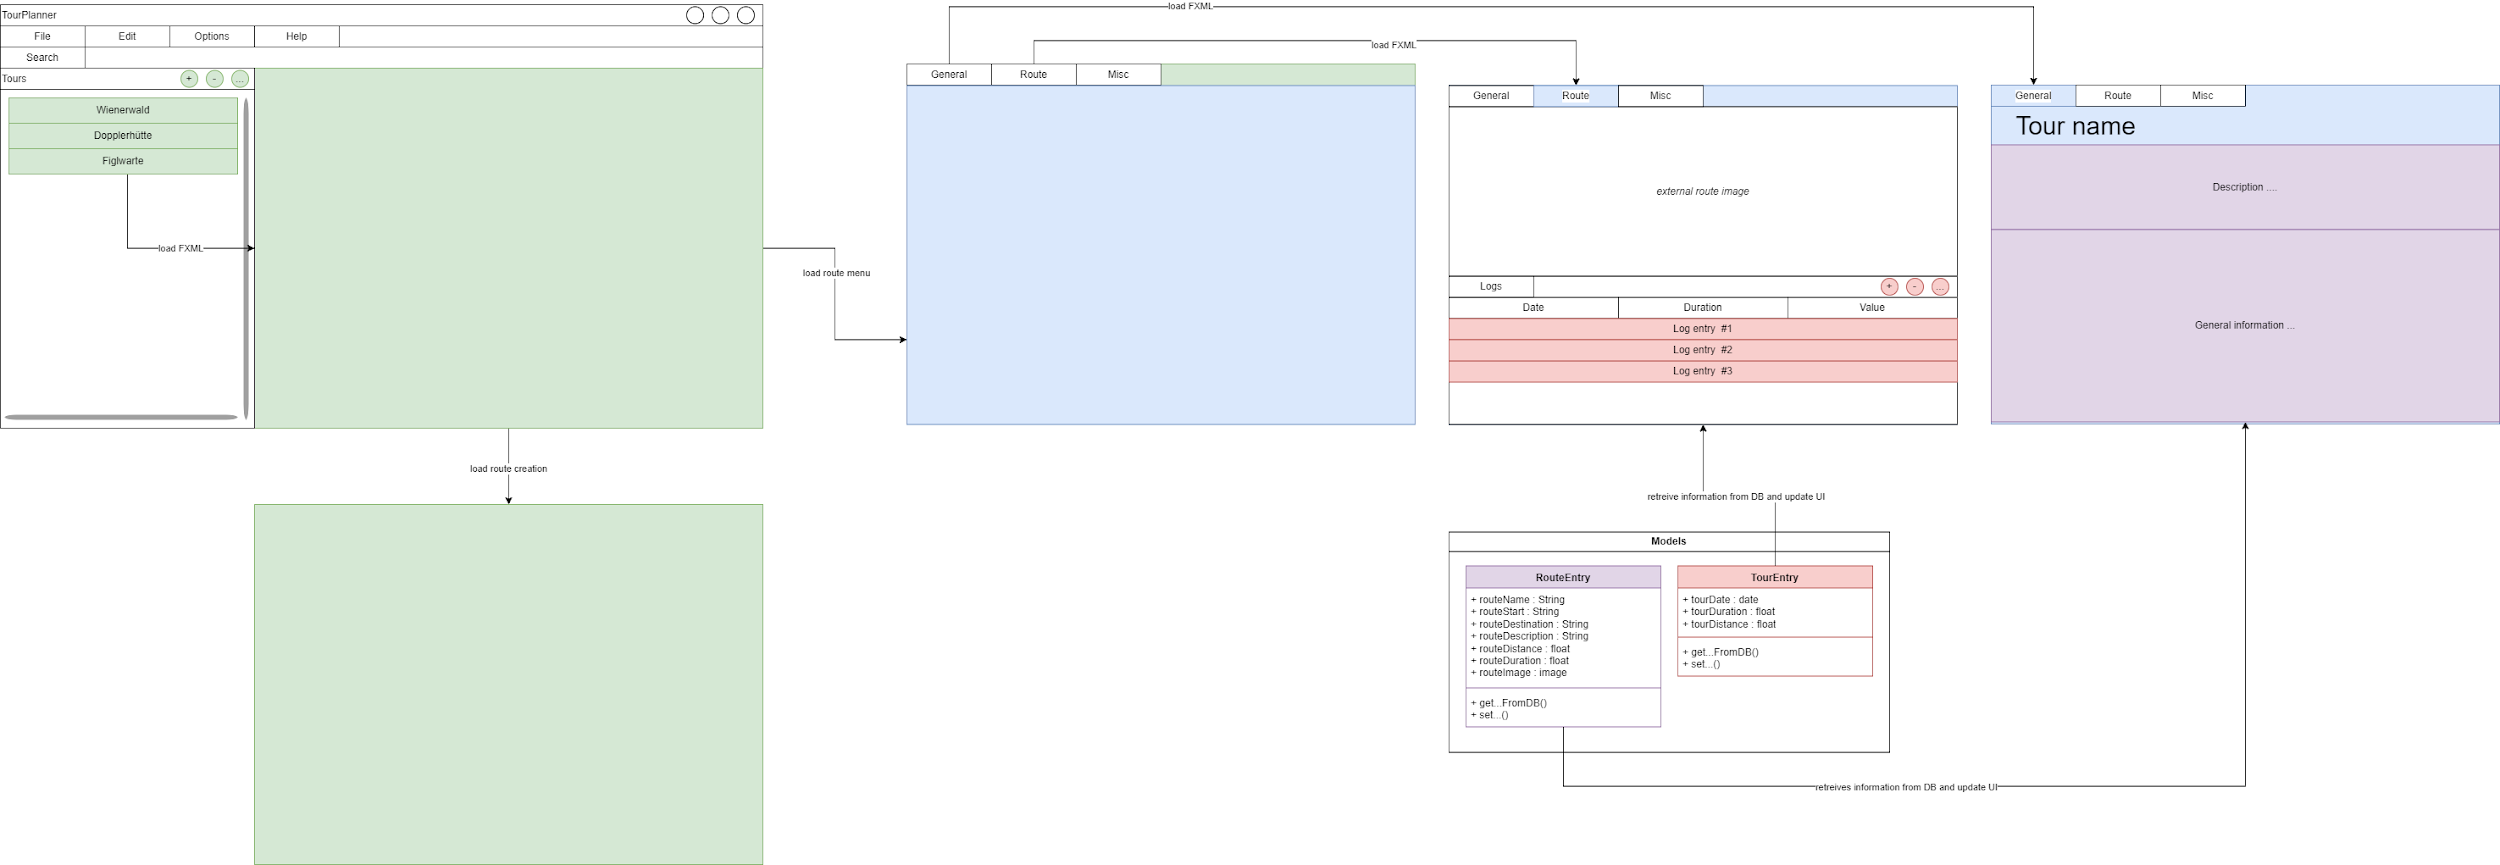 TourPlanner
File
Edit
Options
Help
Search
Tours
+
-
...
Wienerwald
Dopplerhütte
Figlwarte
load FXML
load route menu
load route creation
load FXML
load FXML
General
Route
Misc
General
Route
Misc
external route image
Logs
+
-
...
Date
Duration
Value
Log entry #1
Log entry #2
Log entry #3
General
Route
Misc
Tour name
Description ....
General information ...
retreive information from DB and update UI
Models
RouteEntry
+ routeName : String
+ routeStart : String
+ routeDestination : String
+ routeDescription : String
+ routeDistance : float
+ routeDuration : float
+ routeImage : image
+ get...FromDB()
+ set...()
TourEntry
+ tourDate : date
+ tourDuration : float
+ tourDistance : float
+ get...FromDB()
+ set...()
retreives information from DB and update UI